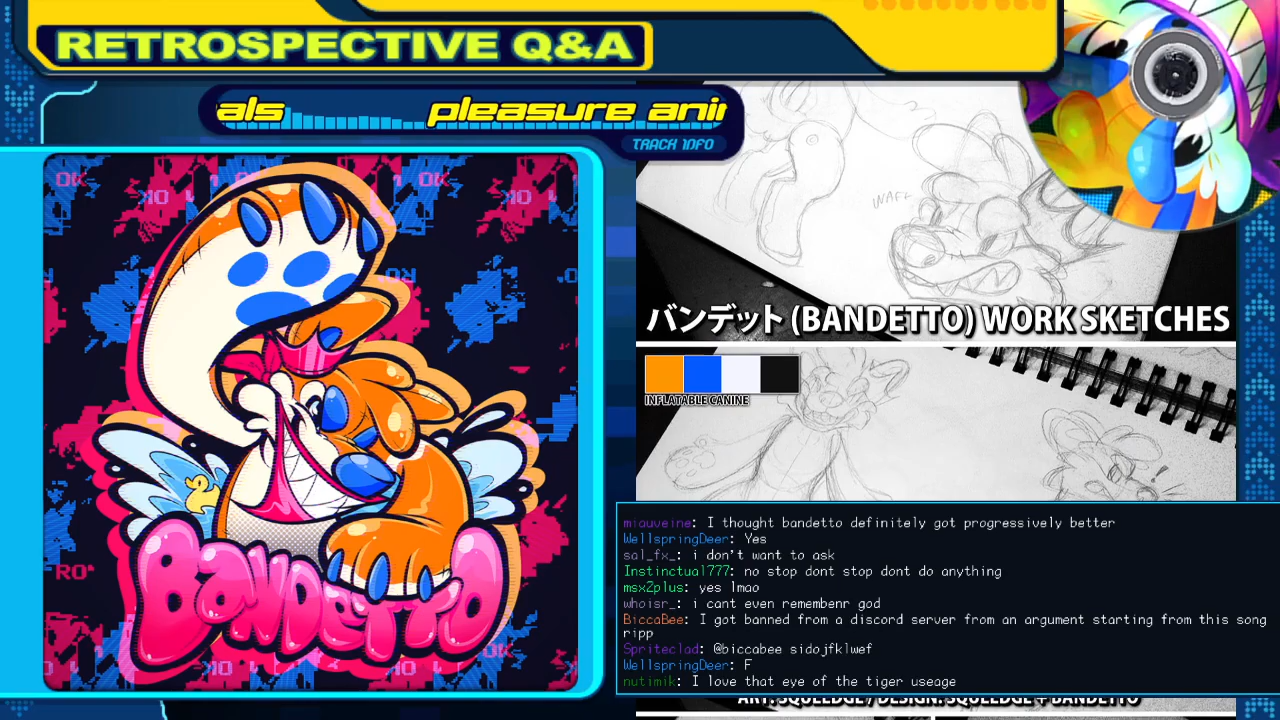 RETROSPECTIVE Q&A
als pleasure ani
TRACK INFO
WAFF
バンデット (BANDETTO) WORK SKETCHES
INFLATABLE CANINE
BANDETTO
miauveine: I thought bandetto definitely got progressively better
WellspringDeer: Yes
sal_fx_: i don't want to ask
Instinctual777: no stop dont stop dont do anything
msxZplus: yes lmao
whoisr_: i cant even remembenr god
BiccaBee: I got banned from a discord server from an argument starting from this song
ripp
Spriteclad: @biccabee sidojfklwef
WellspringDeer: F
nutimik: I love that eye of the tiger useage
ART: SQUEEDGE / DESIGN: SQUEEDGE + BANDETTO